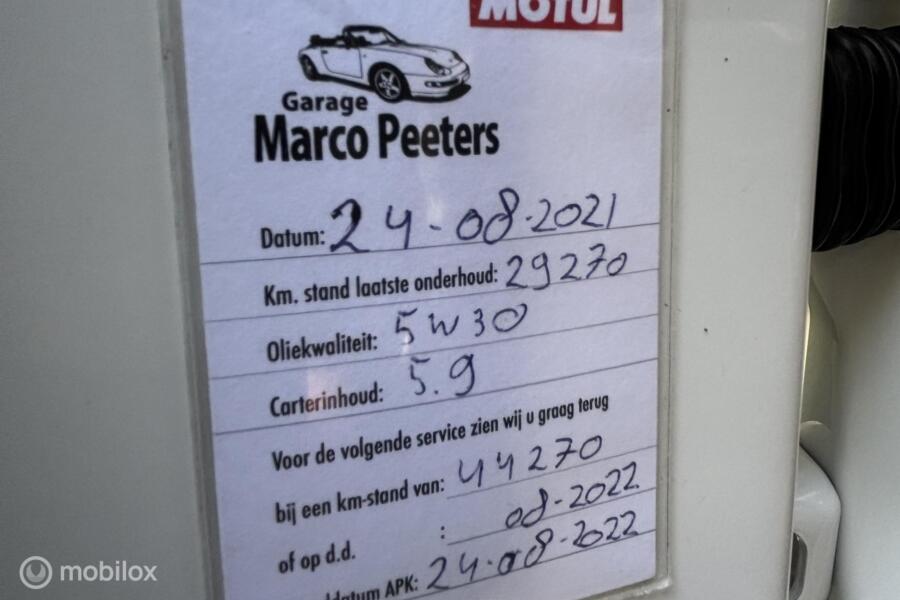 MOTUL
Garage
Marco Peeters
Datum: 24-08-2021
Km. stand laatste onderhoud: 29270
Oliekwaliteit: 5W30
Carterinhoud: 5.9
Voor de volgende service zien wij u graag terug
bij een km-stand van: 44270
of op d.d. : 08-2022
datum APK: 24-08-2022
mobilox